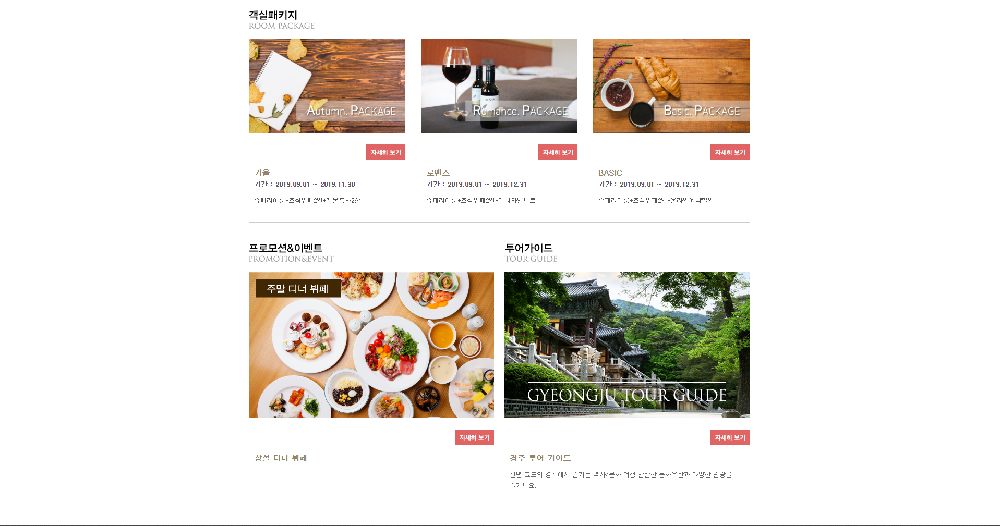 객실패키지
ROOM PACKAGE
Autumn. PACKAGE
LA JOYA
Romance. PACKAGE
Basic. PACKAGE
자세히 보기
자세히 보기
자세히 보기
가을
기간 : 2019.09.01 ~ 2019.11.30
슈페리어룸+조식뷔페2인+레몬홍차2잔
로맨스
기간 : 2019.09.01 ~ 2019.12.31
슈페리어룸+조식뷔페2인+미니와인세트
BASIC
기간 : 2019.09.01 ~ 2019.12.31
슈페리어룸+조식뷔페2인+온라인예약할인
프로모션&이벤트
PROMOTION&EVENT
주말 디너 뷔페
자세히 보기
상설 디너 뷔페
투어가이드
TOUR GUIDE
GYEONGJU TOUR GUIDE
자세히 보기
경주 투어 가이드
천년 고도의 경주에서 즐기는 역사/문화 여행 찬란한 문화유산과 다양한 관광을
즐기세요.